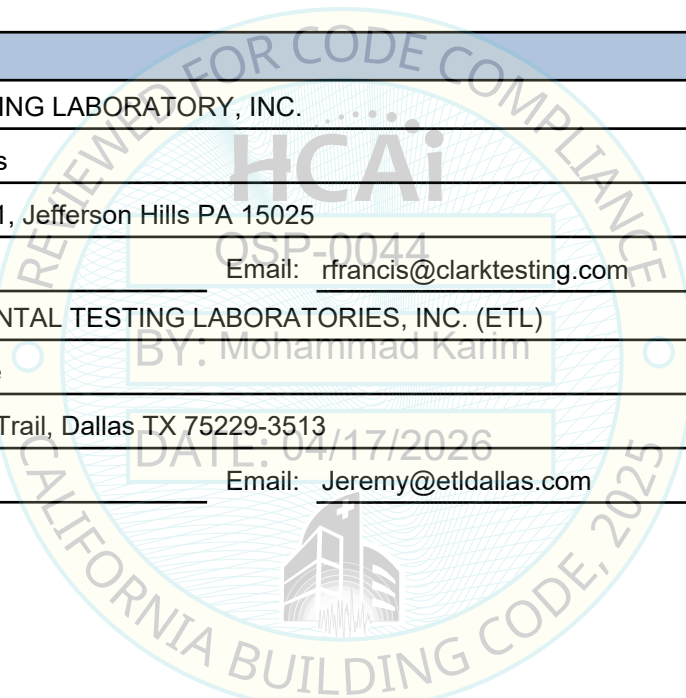 REVIEWED FOR CODE COMPLIANCE
ING LABORATORY, INC.
HCAi
s
1, Jefferson Hills PA 15025
OSP-0044
Email: rfrancis@clarktesting.com
NTAL TESTING LABORATORIES, INC. (ETL)
BY: Mohammad Karim
e
Trail, Dallas TX 75229-3513
DATE: 04/17/2026
Email: Jeremy@etldallas.com
CALIFORNIA BUILDING CODE, 2025